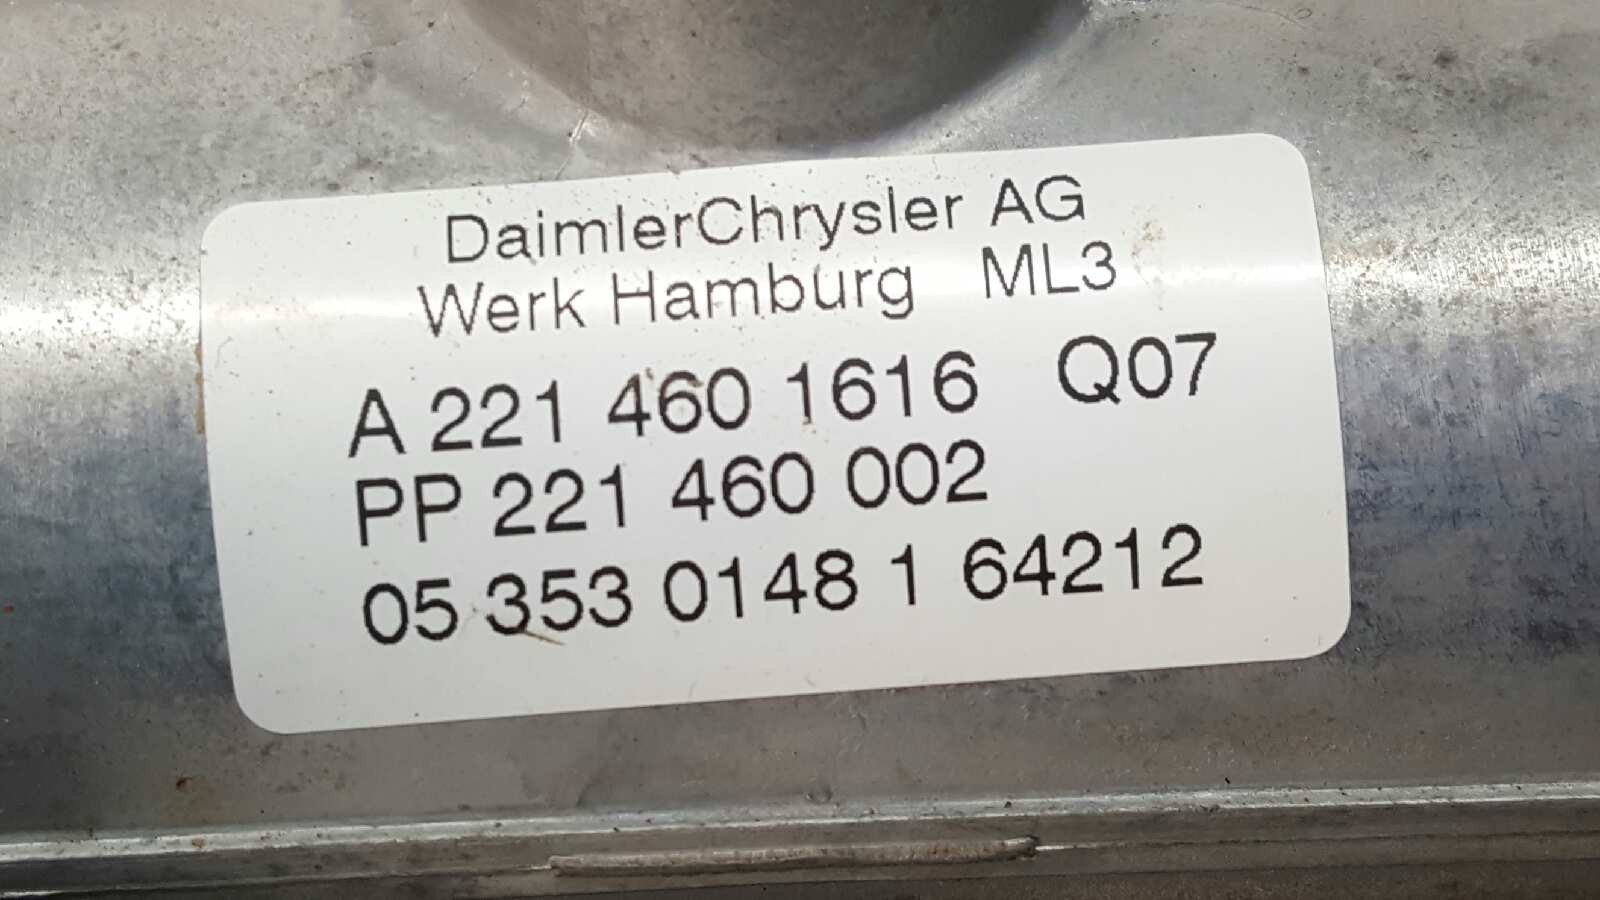 DaimlerChrysler AG
Werk Hamburg ML3
A 221 460 1616 Q07
PP 221 460 002
05 353 0148 1 64212